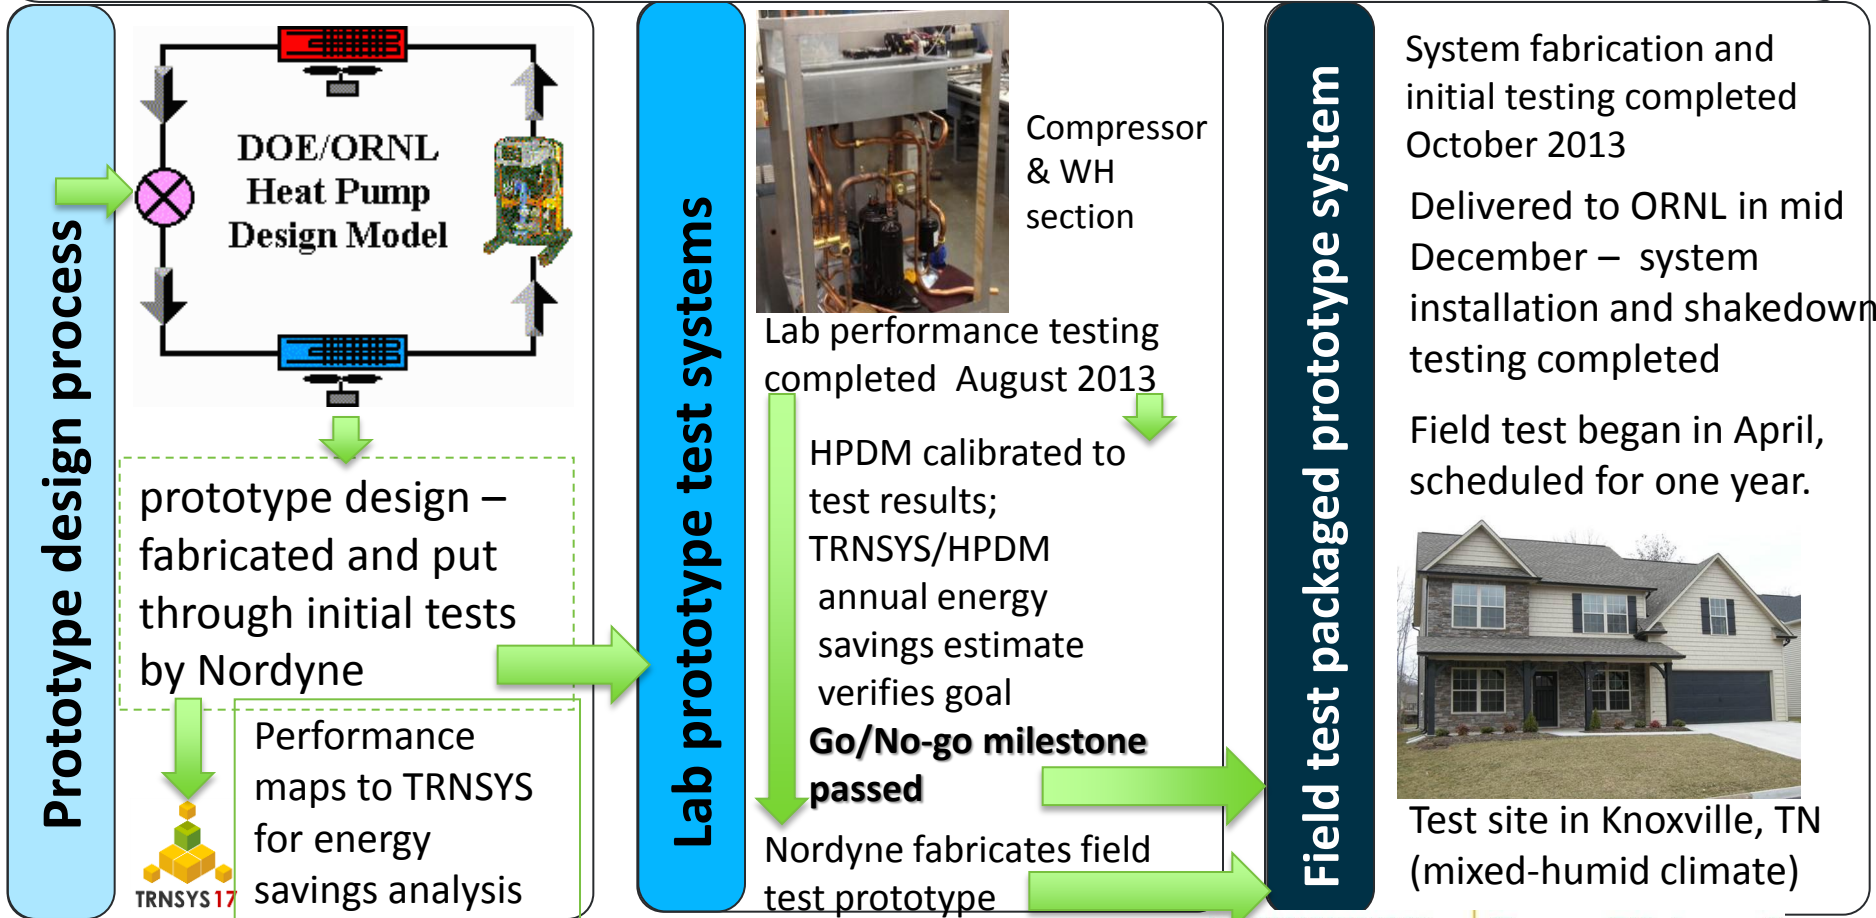 Prototype design process
DOE/ORNL
Heat Pump
Design Model
prototype design –
fabricated and put
through initial tests
by Nordyne
TRNSYS 17
Performance
maps to TRNSYS
for energy
savings analysis
Lab prototype test systems
Compressor
& WH
section
Lab performance testing
completed August 2013
HPDM calibrated to
test results;
TRNSYS/HPDM
annual energy
savings estimate
verifies goal
Go/No-go milestone
passed
Nordyne fabricates field
test prototype
Field test packaged prototype system
System fabrication and
initial testing completed
October 2013
Delivered to ORNL in mid
December – system
installation and shakedown
testing completed
Field test began in April,
scheduled for one year.
Test site in Knoxville, TN
(mixed-humid climate)